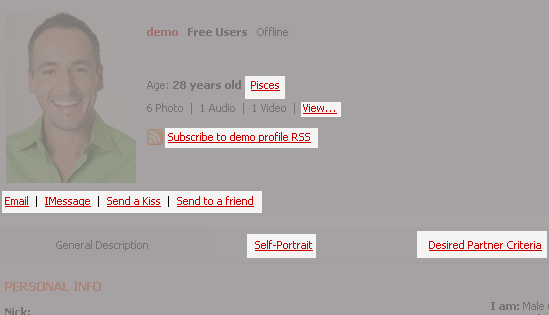 demo Free Users Offline
Age: 28 years old Pisces
6 Photo | 1 Audio | 1 Video | View...
Subscribe to demo profile RSS
Email | IMessage | Send a Kiss | Send to a friend
General Description Self-Portrait Desired Partner Criteria
PERSONAL INFO
I am: Male
Nick: